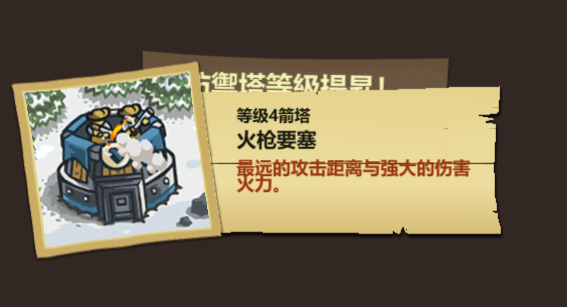 防御塔等级提升！
等级4箭塔
火枪要塞
最远的攻击距离与强大的伤害
火力。